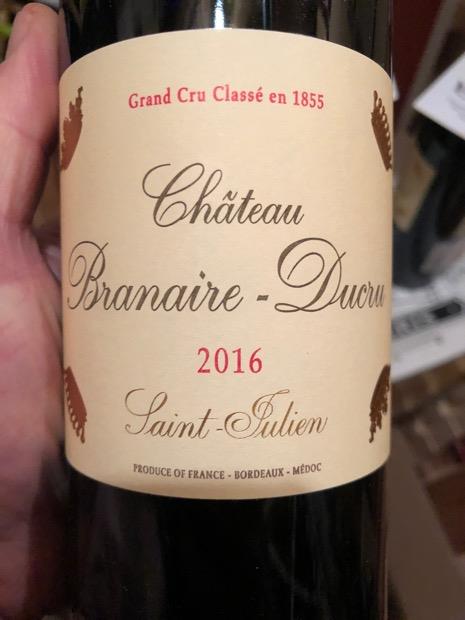 Grand Cru Classé en 1855
Château
Branaire-Ducru
2016
Saint-Julien
PRODUCE OF FRANCE - BORDEAUX - MÉDOC